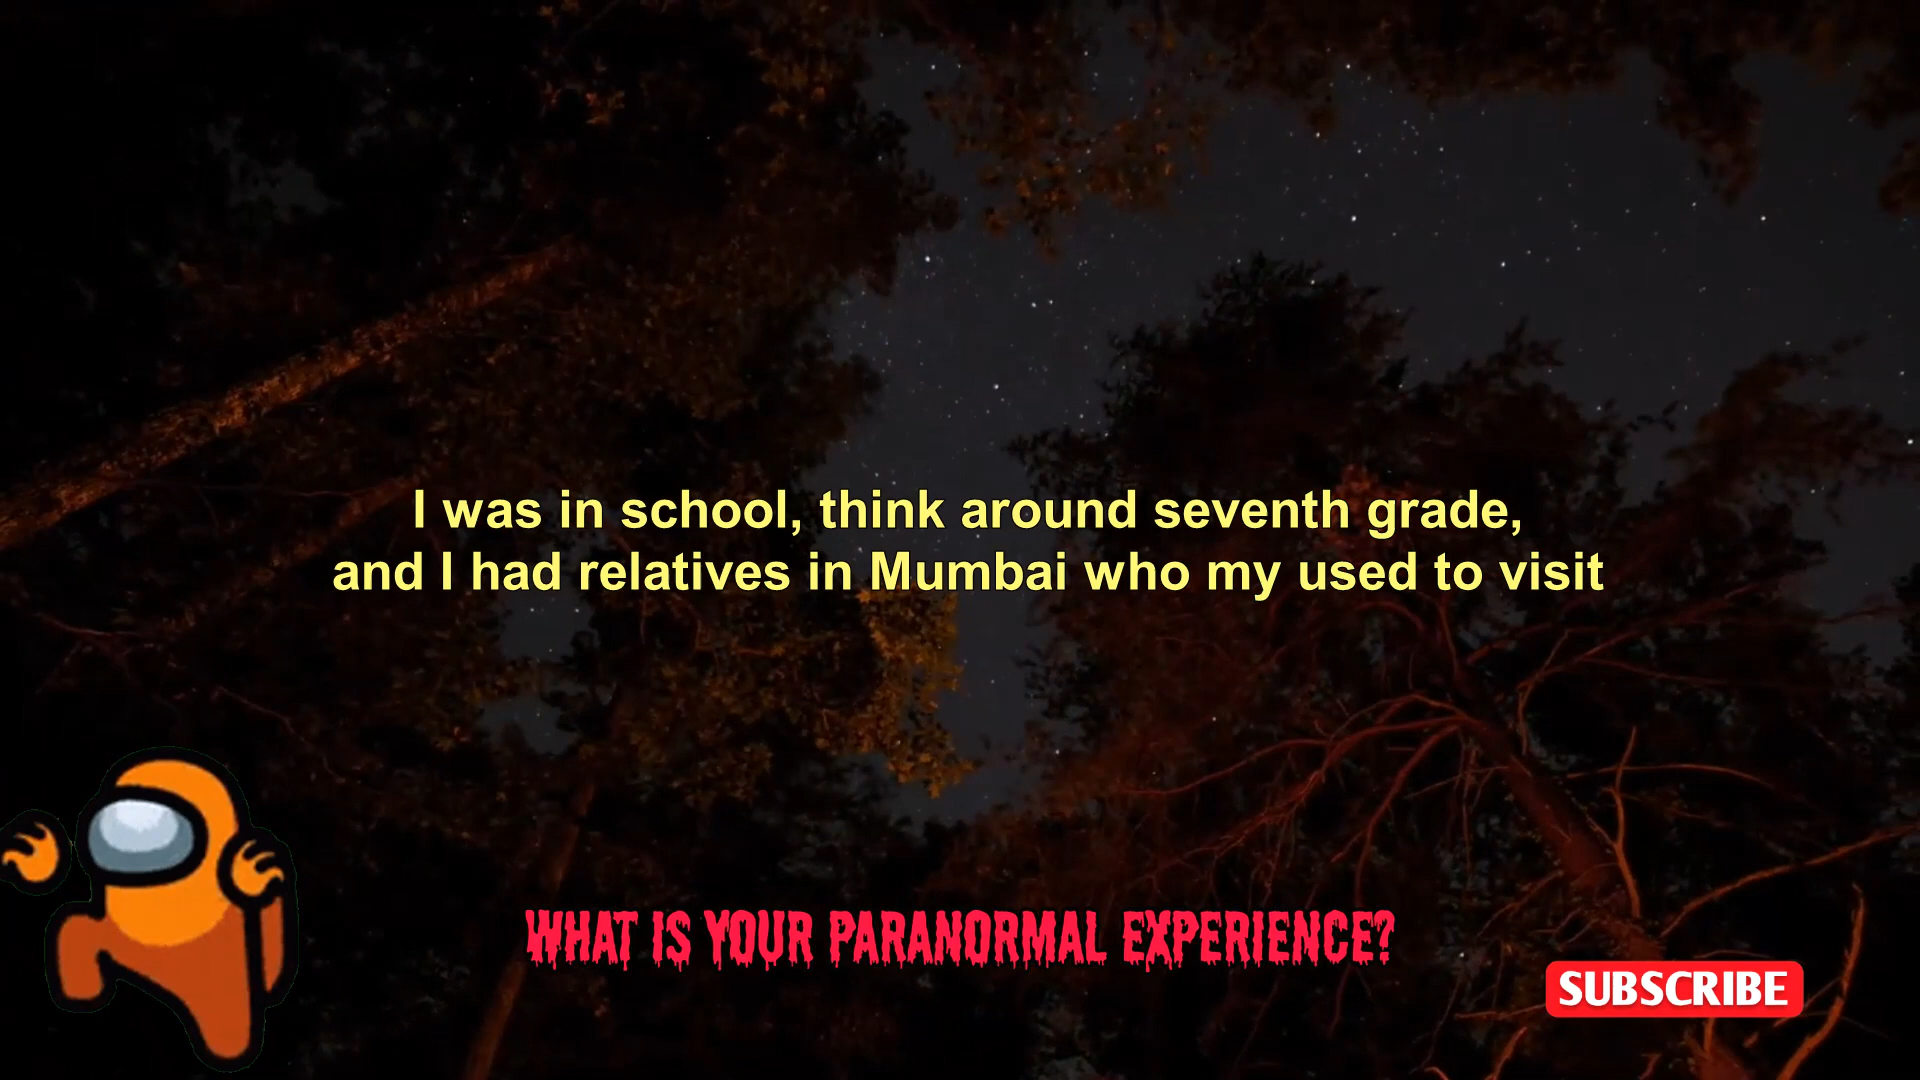 I was in school, think around seventh grade,
and I had relatives in Mumbai who my used to visit
WHAT IS YOUR PARANORMAL EXPERIENCE?
SUBSCRIBE